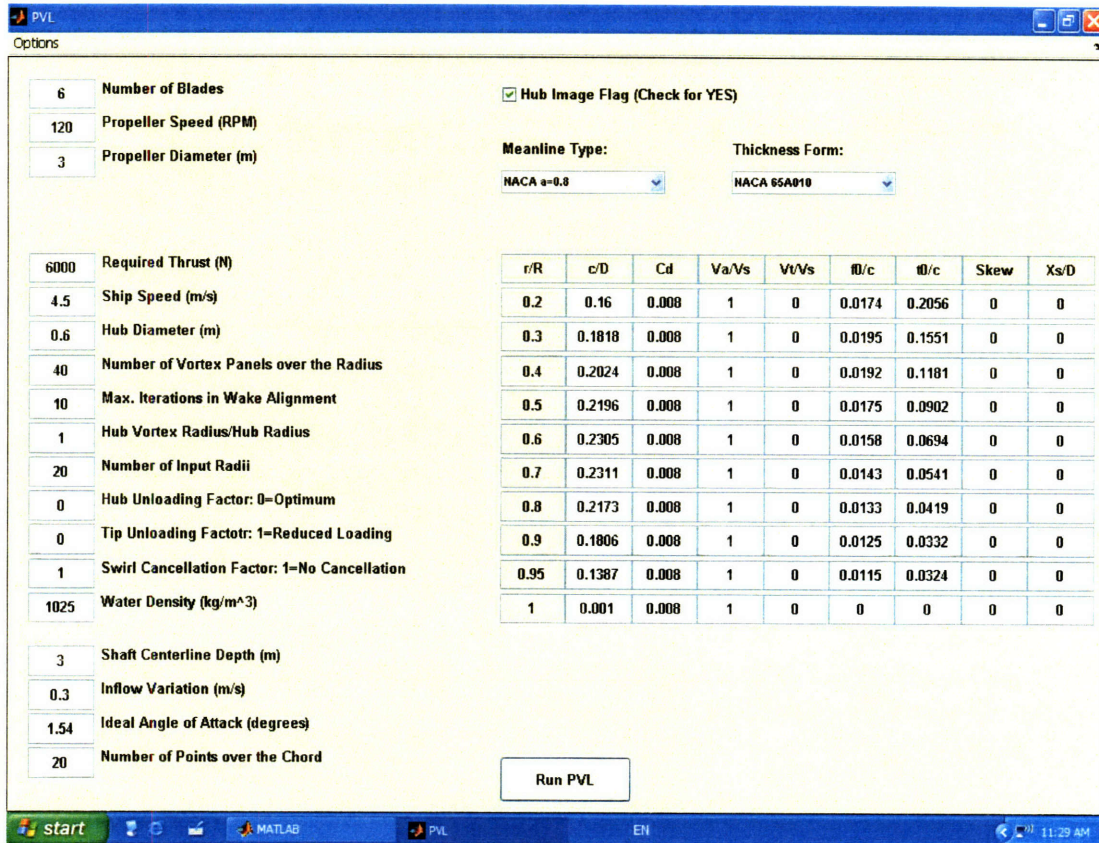 PVL
Options
6 Number of Blades
120 Propeller Speed (RPM)
3 Propeller Diameter (m)
Hub Image Flag (Check for YES)
Meanline Type: Thickness Form:
NACA a=0.8 NACA 65A010
6000 Required Thrust (N)
4.5 Ship Speed (m/s)
0.6 Hub Diameter (m)
40 Number of Vortex Panels over the Radius
10 Max. Iterations in Wake Alignment
1 Hub Vortex Radius/Hub Radius
20 Number of Input Radii
0 Hub Unloading Factor: 0=Optimum
0 Tip Unloading Factotr: 1=Reduced Loading
1 Swirl Cancellation Factor: 1=No Cancellation
1025 Water Density (kg/m^3)
r/R c/D Cd Va/Vs Vt/Vs f0/c t0/c Skew Xs/D
0.2 0.16 0.008 1 0 0.0174 0.2056 0 0
0.3 0.1818 0.008 1 0 0.0195 0.1551 0 0
0.4 0.2024 0.008 1 0 0.0192 0.1181 0 0
0.5 0.2196 0.008 1 0 0.0175 0.0902 0 0
0.6 0.2305 0.008 1 0 0.0158 0.0694 0 0
0.7 0.2311 0.008 1 0 0.0143 0.0541 0 0
0.8 0.2173 0.008 1 0 0.0133 0.0419 0 0
0.9 0.1806 0.008 1 0 0.0125 0.0332 0 0
0.95 0.1387 0.008 1 0 0.0115 0.0324 0 0
1 0.001 0.008 1 0 0 0 0 0
3 Shaft Centerline Depth (m)
0.3 Inflow Variation (m/s)
1.54 Ideal Angle of Attack (degrees)
20 Number of Points over the Chord
Run PVL
start MATLAB PVL EN 11:29 AM